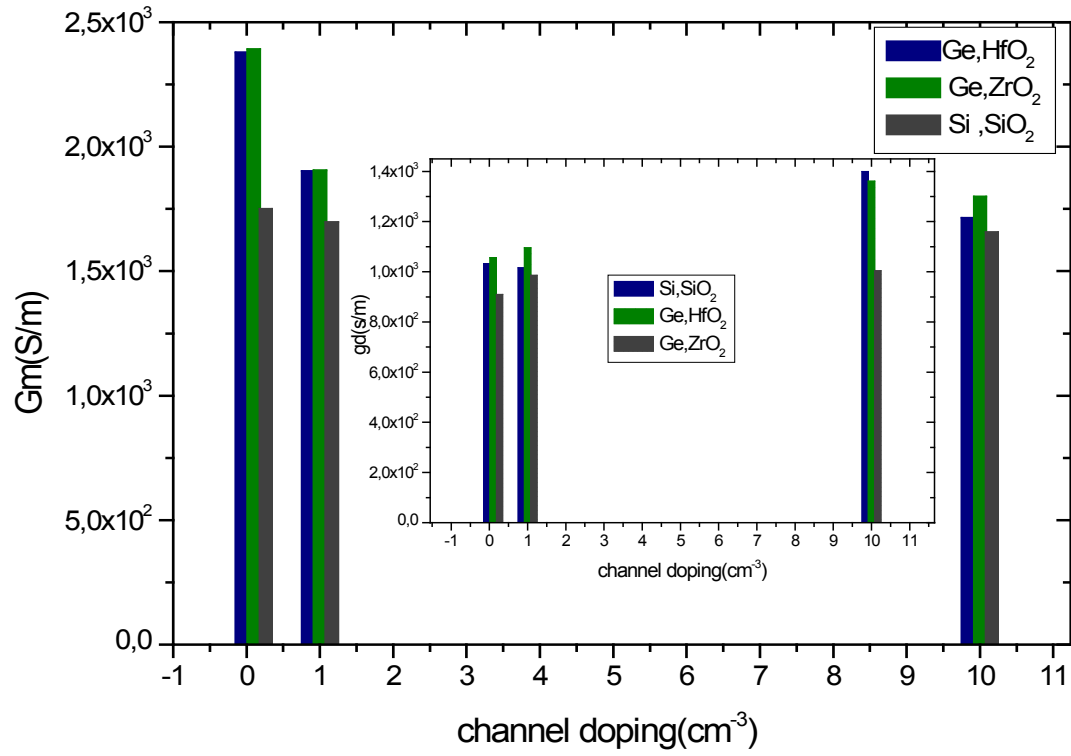 2,5x10³
2,0x10³
1,5x10³
1,0x10³
5,0x10²
0,0
Gm(S/m)
-1 0 1 2 3 4 5 6 7 8 9 10 11
channel doping(cm⁻³)
Ge,HfO₂
Ge,ZrO₂
Si ,SiO₂
1,4x10³
1,2x10³
1,0x10³
8,0x10²
6,0x10²
4,0x10²
2,0x10²
0,0
gd(s/m)
Si,SiO₂
Ge,HfO₂
Ge,ZrO₂
-1 0 1 2 3 4 5 6 7 8 9 10 11
channel doping(cm⁻³)